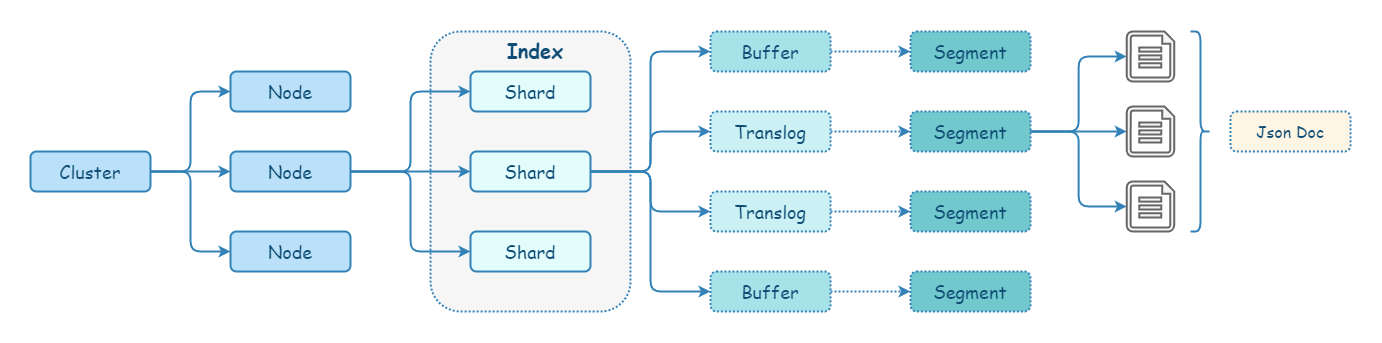 Index
Buffer
Segment
Node
Shard
Translog
Segment
Json Doc
Cluster
Node
Shard
Translog
Segment
Node
Shard
Buffer
Segment